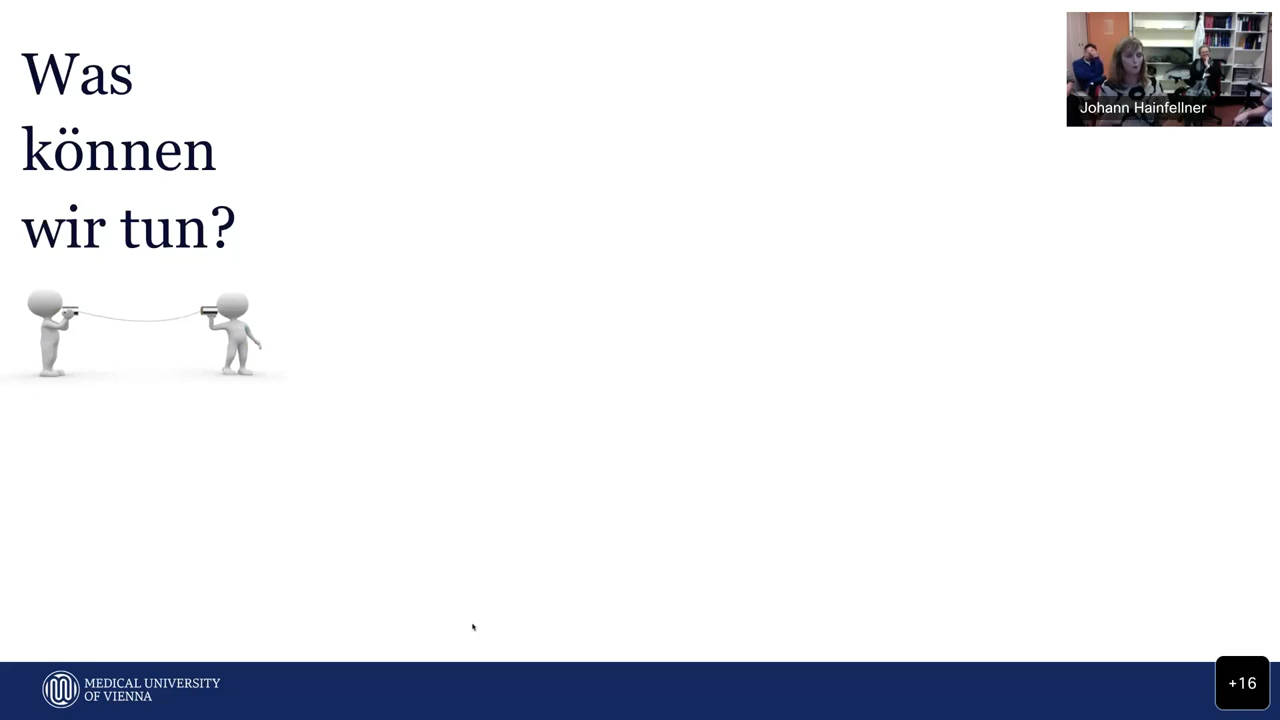 Was
können
wir tun?
Johann Hainfellner
MEDICAL UNIVERSITY
OF VIENNA
+16